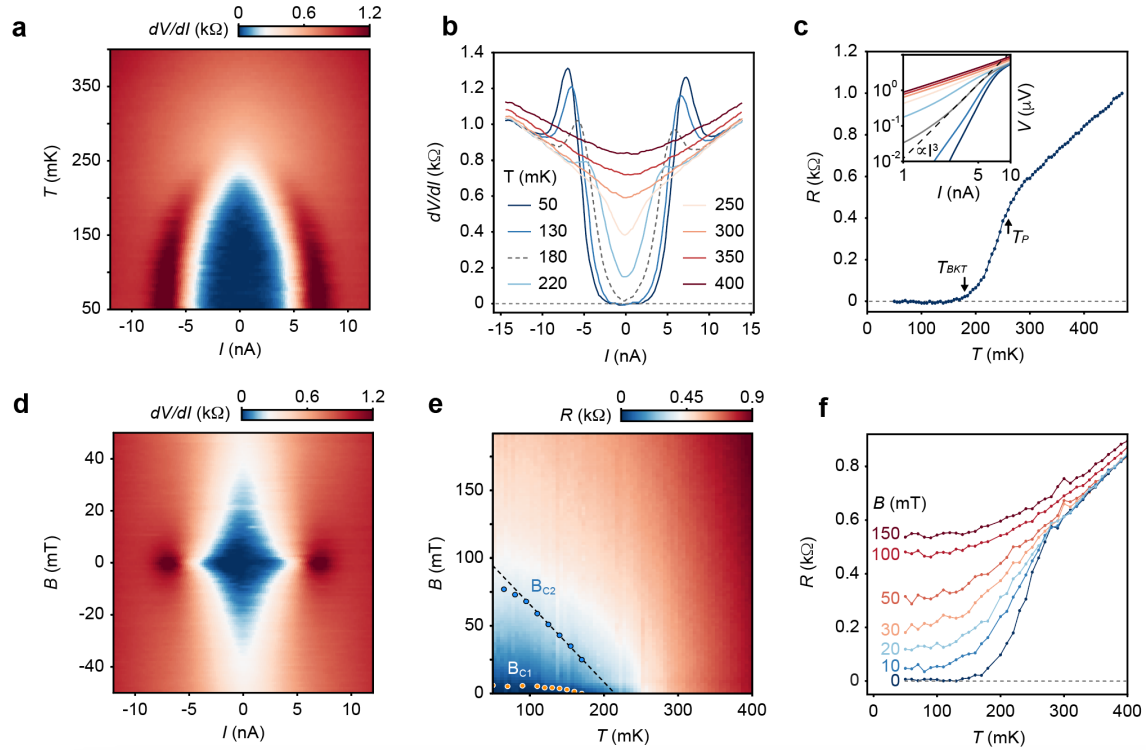 a
dV/dI (kΩ)
0 0.6 1.2
T (mK)
350
250
150
50
-10 -5 0 5 10
I (nA)
b
dV/dI (kΩ)
1.4
1.2
1.0
0.8
0.6
0.4
0.2
0
T (mK)
50
130
180
220
250
300
350
400
-15 -10 -5 0 5 10 15
I (nA)
c
R (kΩ)
1.2
1.0
0.8
0.6
0.4
0.2
0
10⁰
10⁻¹
10⁻²
V (μV)
∝I³
1 5 10
I (nA)
T_BKT
T_P
0 100 200 300 400
T (mK)
d
dV/dI (kΩ)
0 0.6 1.2
B (mT)
40
20
0
-20
-40
-10 -5 0 5 10
I (nA)
e
R (kΩ)
0 0.45 0.9
B (mT)
150
100
50
0
B_C2
B_C1
100 200 300 400
T (mK)
f
R (kΩ)
0.8
0.6
0.4
0.2
0
B (mT)
150
100
50
30
20
10
0
0 100 200 300 400
T (mK)